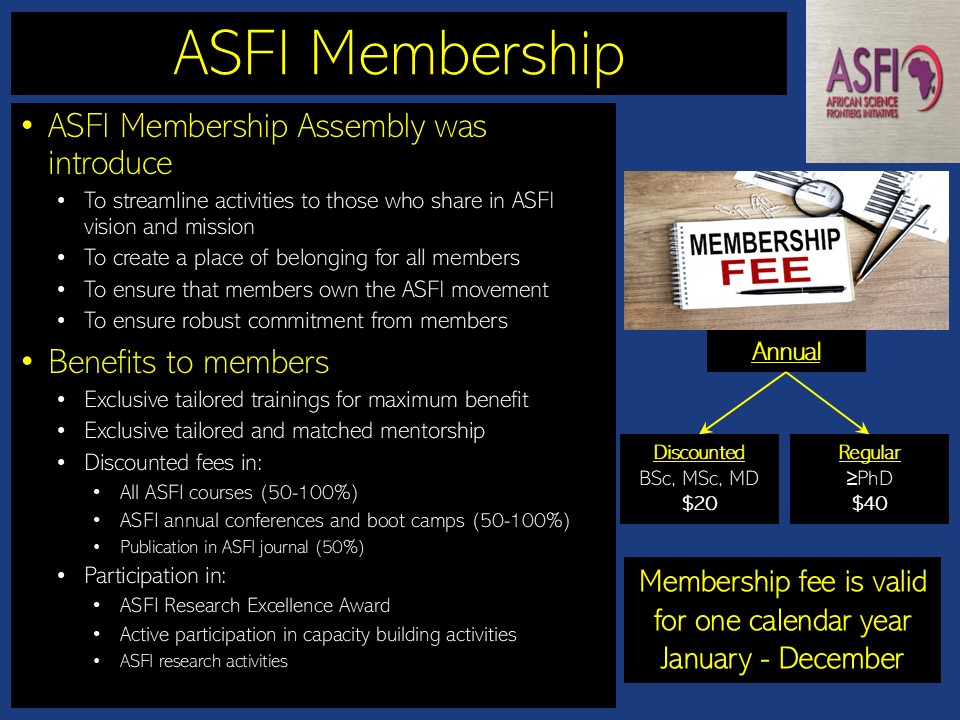 ASFI Membership
ASFI
AFRICAN SCIENCE
FRONTIERS INITIATIVES
• ASFI Membership Assembly was
introduce
• To streamline activities to those who share in ASFI
vision and mission
• To create a place of belonging for all members
• To ensure that members own the ASFI movement
• To ensure robust commitment from members
• Benefits to members
• Exclusive tailored trainings for maximum benefit
• Exclusive tailored and matched mentorship
• Discounted fees in:
• All ASFI courses (50-100%)
• ASFI annual conferences and boot camps (50-100%)
• Publication in ASFI journal (50%)
• Participation in:
• ASFI Research Excellence Award
• Active participation in capacity building activities
• ASFI research activities
MEMBERSHIP
FEE
Annual
Discounted
BSc, MSc, MD
$20
Regular
≥PhD
$40
Membership fee is valid
for one calendar year
January - December